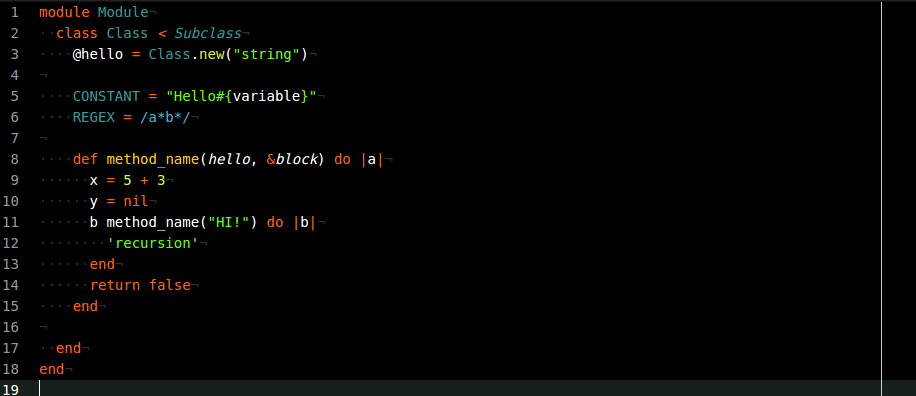 1 module Module¬
2 ··class Class < Subclass¬
3 ····@hello = Class.new("string")¬
4 ¬
5 ····CONSTANT = "Hello#{variable}"¬
6 ····REGEX = /a*b*/¬
7 ¬
8 ····def method_name(hello, &block) do |a|¬
9 ······x = 5 + 3¬
10 ······y = nil¬
11 ······b method_name("HI!") do |b|¬
12 ········'recursion'¬
13 ······end¬
14 ······return false¬
15 ····end¬
16 ¬
17 ··end¬
18 end¬
19